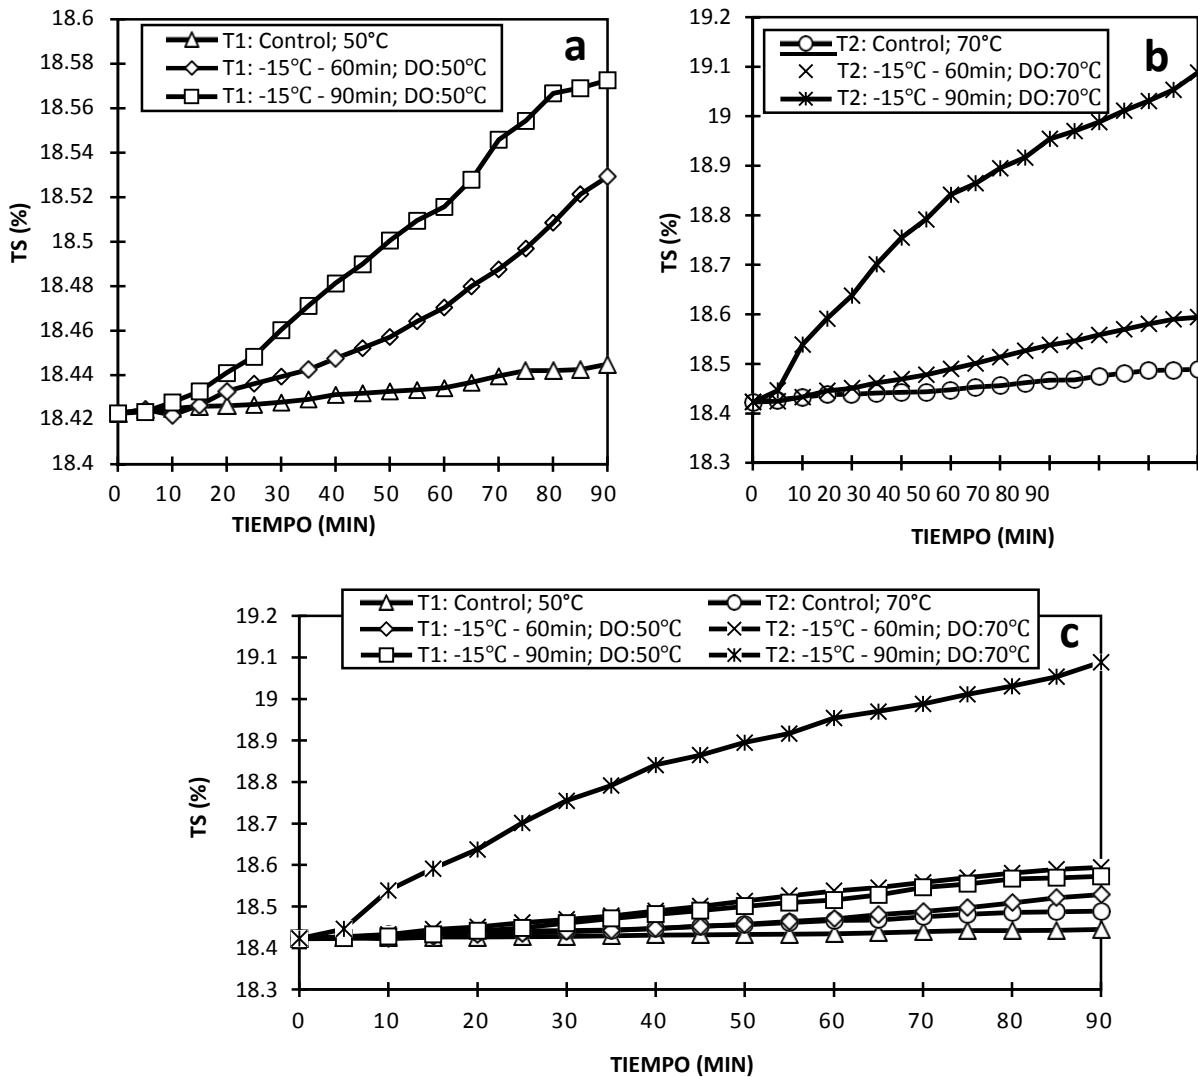 a
T1: Control; 50°C
T1: -15℃ - 60min; DO:50℃
T1: -15℃ - 90min; DO:50℃
18.6
18.58
18.56
18.54
18.52
18.5
18.48
18.46
18.44
18.42
18.4
TS (%)
0 10 20 30 40 50 60 70 80 90
TIEMPO (MIN)
b
T2: Control; 70°C
T2: -15℃ - 60min; DO:70℃
T2: -15℃ - 90min; DO:70℃
19.2
19.1
19
18.9
18.8
18.7
18.6
18.5
18.4
18.3
TS (%)
0 10 20 30 40 50 60 70 80 90
TIEMPO (MIN)
c
T1: Control; 50°C T2: Control; 70°C
T1: -15℃ - 60min; DO:50℃ T2: -15℃ - 60min; DO:70℃
T1: -15℃ - 90min; DO:50℃ T2: -15℃ - 90min; DO:70℃
19.2
19.1
19
18.9
18.8
18.7
18.6
18.5
18.4
18.3
TS (%)
0 10 20 30 40 50 60 70 80 90
TIEMPO (MIN)